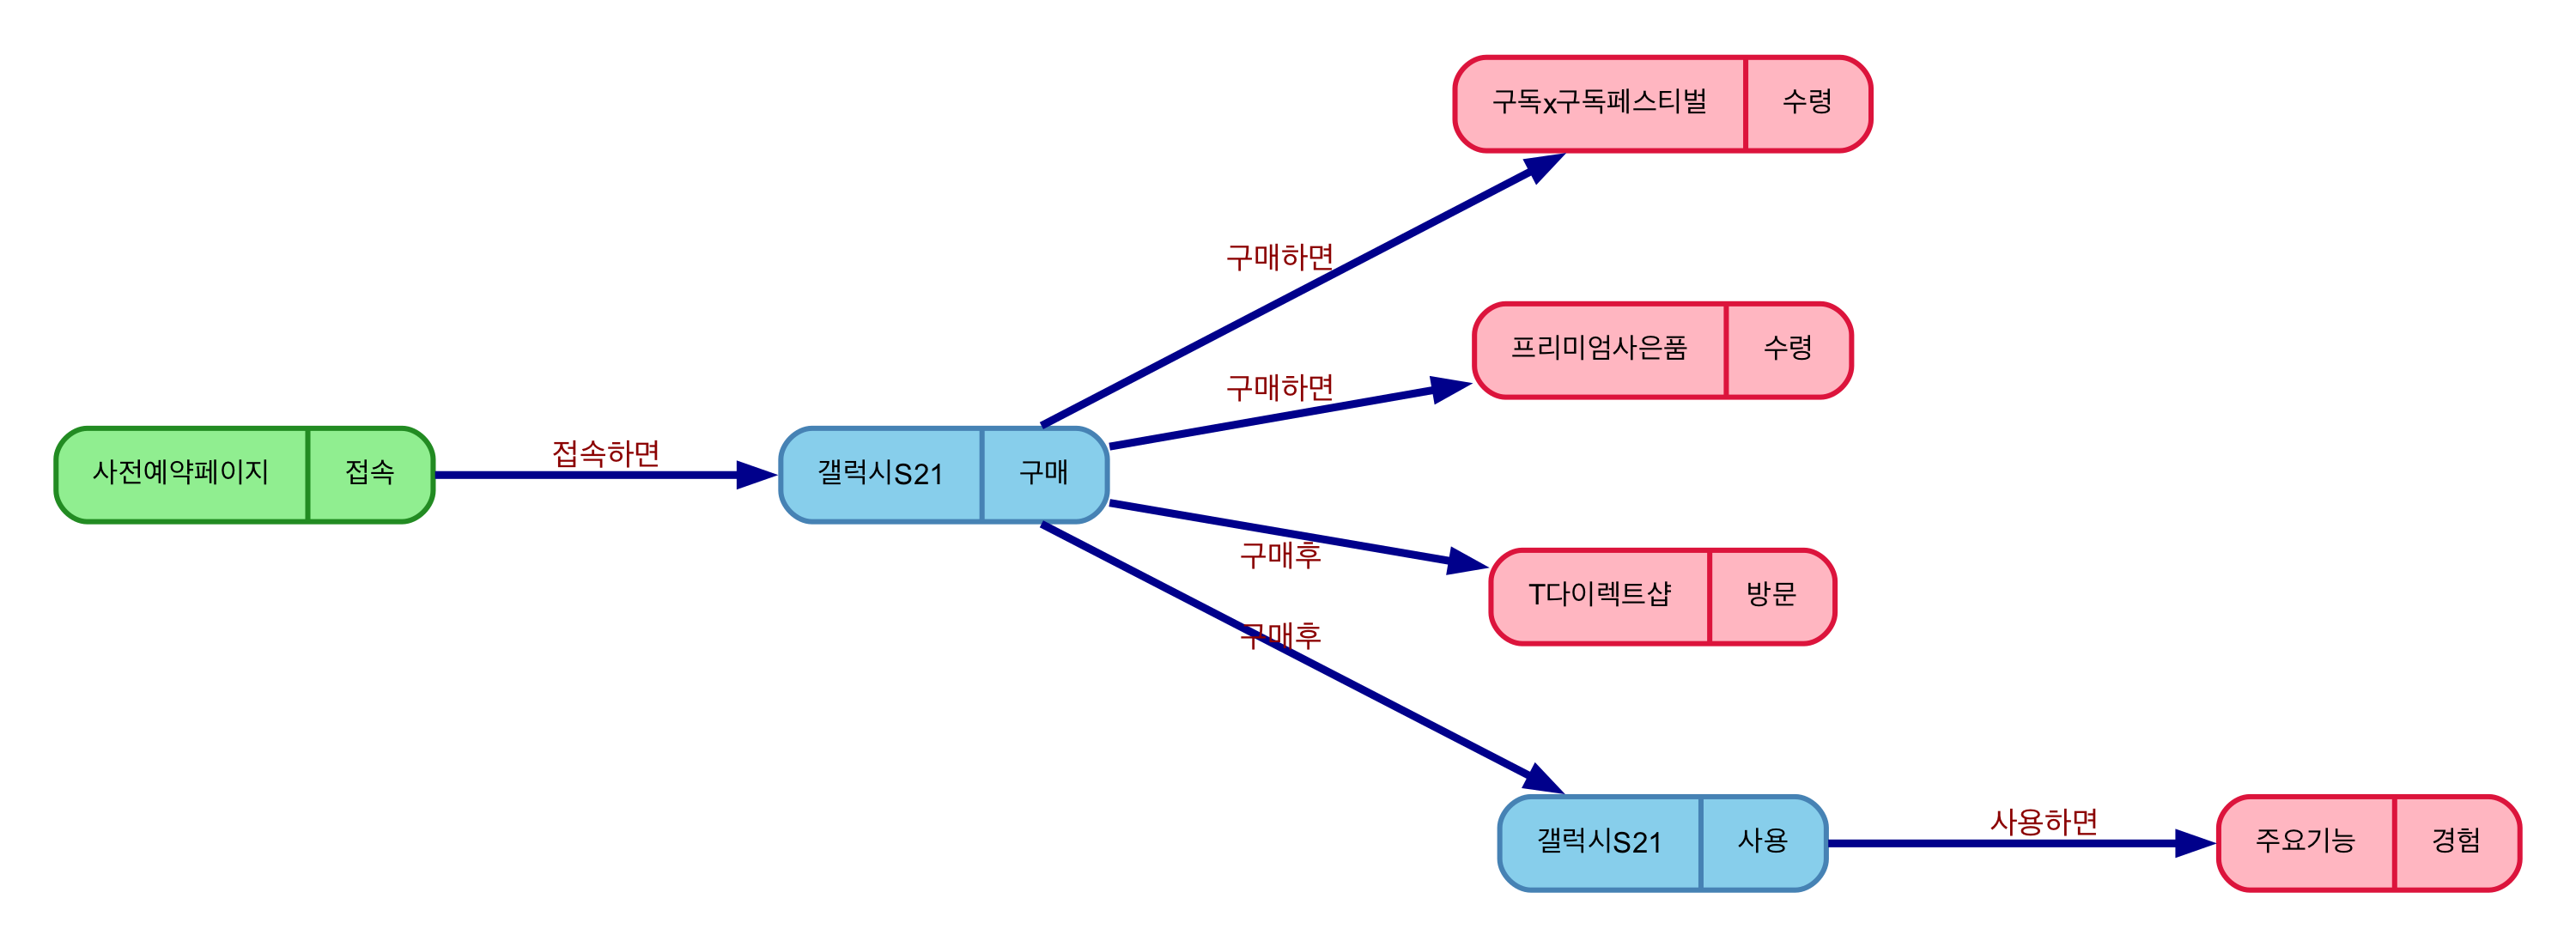 구독x구독페스티벌 수령
구매하면
프리미엄사은품 수령
구매하면
사전예약페이지 접속
접속하면
갤럭시S21 구매
구매후
T다이렉트샵 방문
구매후
갤럭시S21 사용
사용하면
주요기능 경험